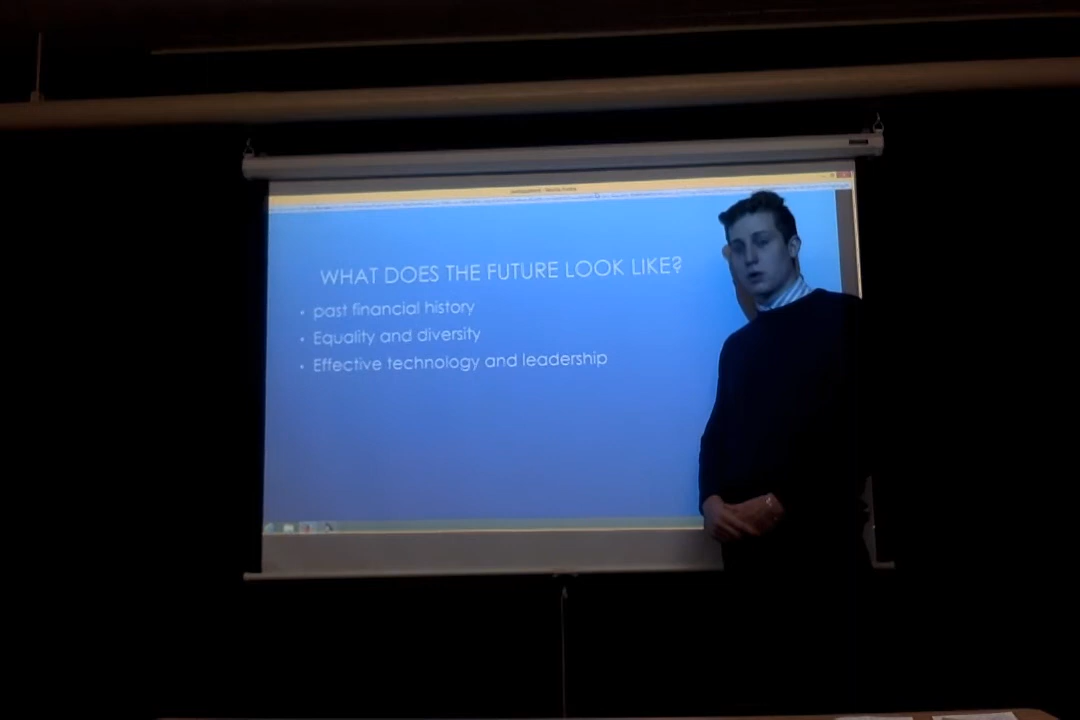 WHAT DOES THE FUTURE LOOK LIKE?
• past financial history
• Equality and diversity
• Effective technology and leadership